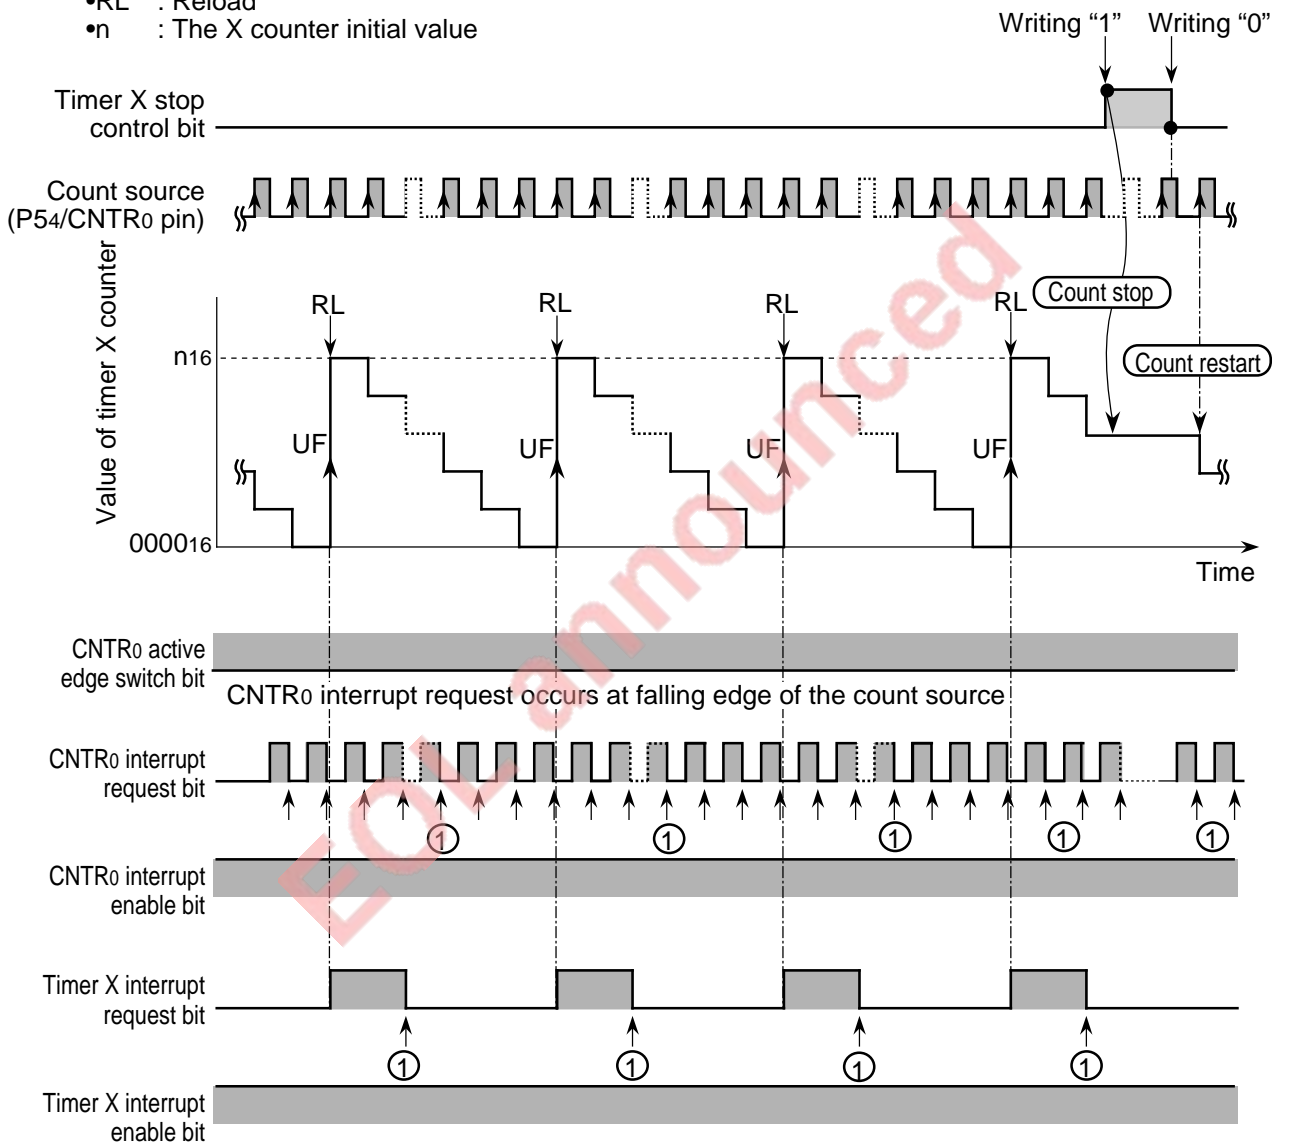 •RL : Reload
•n : The X counter initial value
Writing “1” Writing “0”
Timer X stop
control bit
Count source
(P54/CNTR0 pin)
Value of timer X counter
RL RL RL RL
Count stop
n16
Count restart
UF UF UF UF
000016
Time
CNTR0 active
edge switch bit
CNTR0 interrupt request occurs at falling edge of the count source
CNTR0 interrupt
request bit
1 1 1 1 1
CNTR0 interrupt
enable bit
Timer X interrupt
request bit
1 1 1 1
Timer X interrupt
enable bit
EOL announced